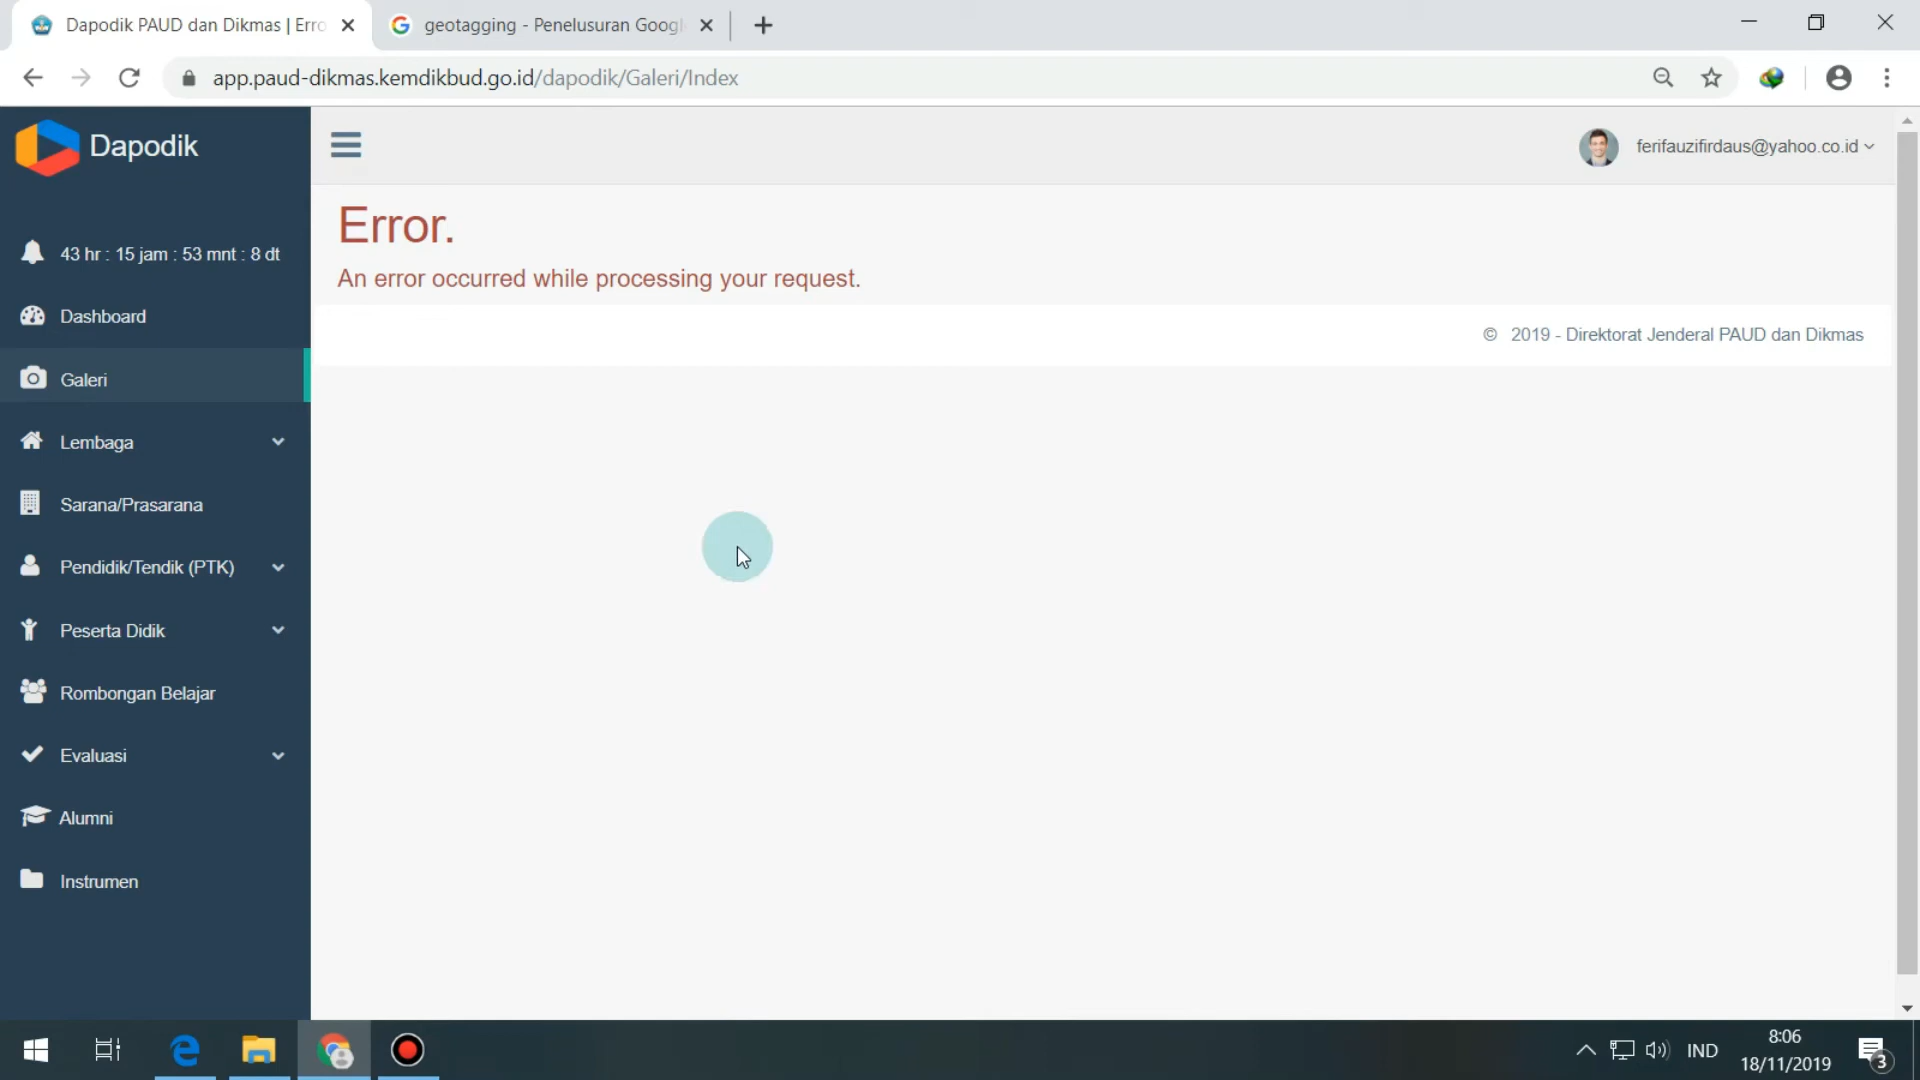 Dapodik PAUD dan Dikmas | Erro
geotagging - Penelusuran Googl
app.paud-dikmas.kemdikbud.go.id/dapodik/Galeri/Index
Dapodik
ferifauzifirdaus@yahoo.co.id
Error.
An error occurred while processing your request.
© 2019 - Direktorat Jenderal PAUD dan Dikmas
43 hr : 15 jam : 53 mnt : 8 dt
Dashboard
Galeri
Lembaga
Sarana/Prasarana
Pendidik/Tendik (PTK)
Peserta Didik
Rombongan Belajar
Evaluasi
Alumni
Instrumen
IND
8:06
18/11/2019
3